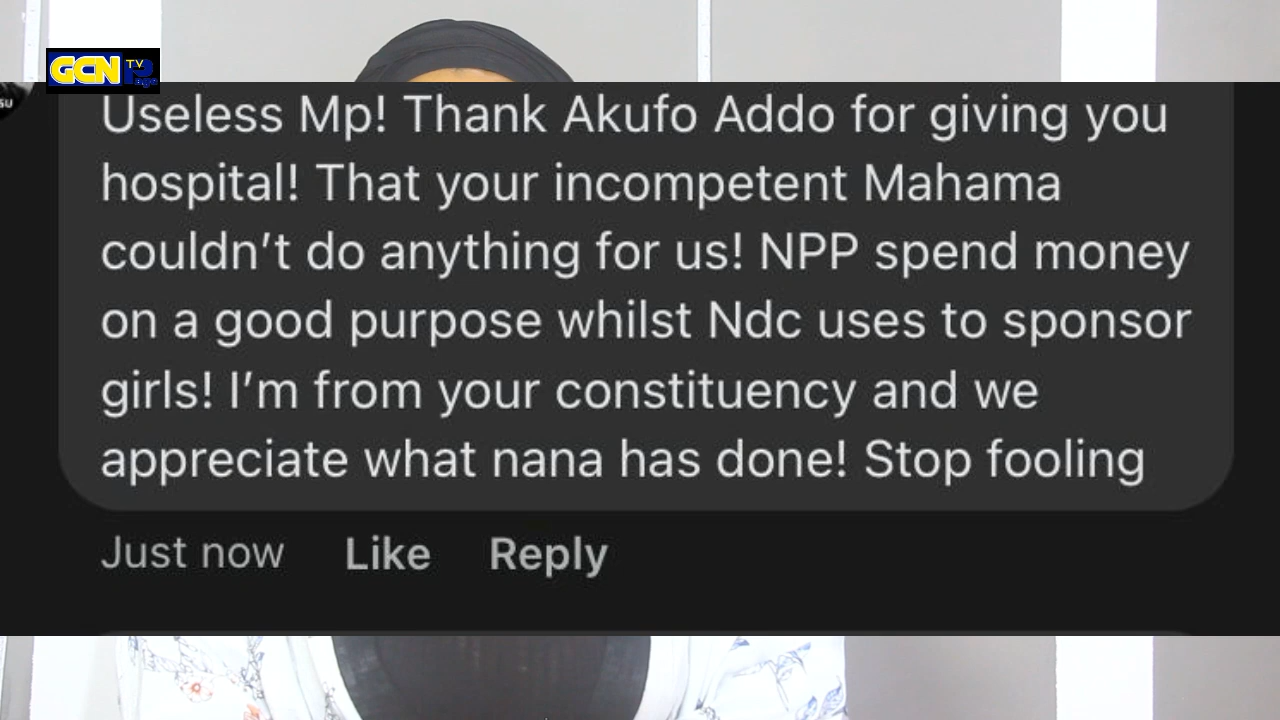 GCN TV
Page
SU
Useless Mp! Thank Akufo Addo for giving you
hospital! That your incompetent Mahama
couldn’t do anything for us! NPP spend money
on a good purpose whilst Ndc uses to sponsor
girls! I’m from your constituency and we
appreciate what nana has done! Stop fooling
Just now Like Reply